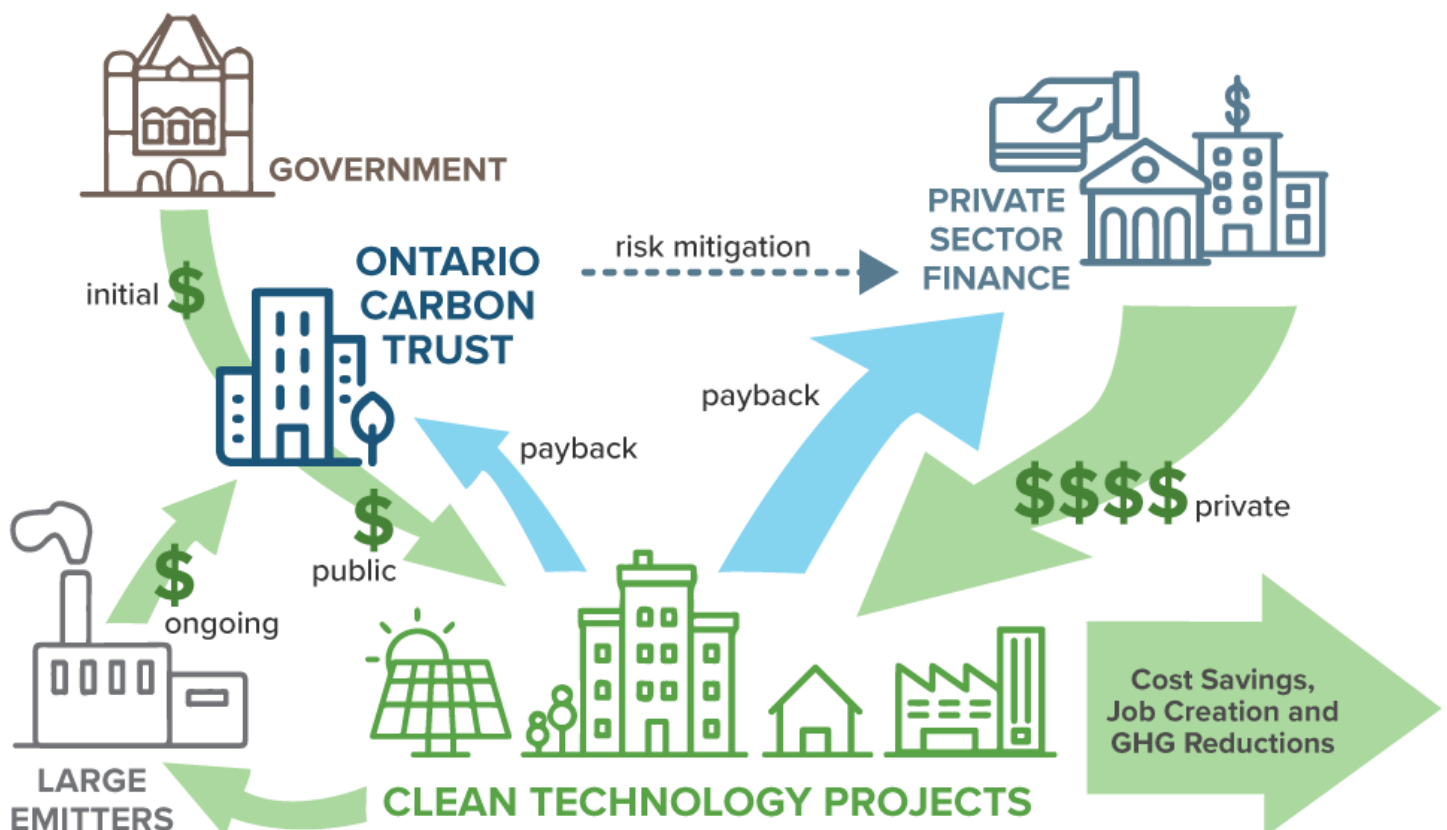 GOVERNMENT
initial $
ONTARIO
CARBON
TRUST
risk mitigation
PRIVATE
SECTOR
FINANCE
$
payback
payback
$
public
$$$$ private
$
ongoing
Cost Savings,
Job Creation and
GHG Reductions
LARGE
EMITTERS
CLEAN TECHNOLOGY PROJECTS